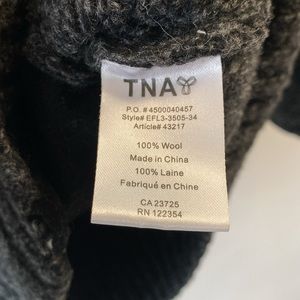 TNA
P.O. # 4500040457
Style# EFL3-3505-34
Article# 43217
100% Wool
Made in China
100% Laine
Fabriqué en Chine
CA 23725
RN 122354